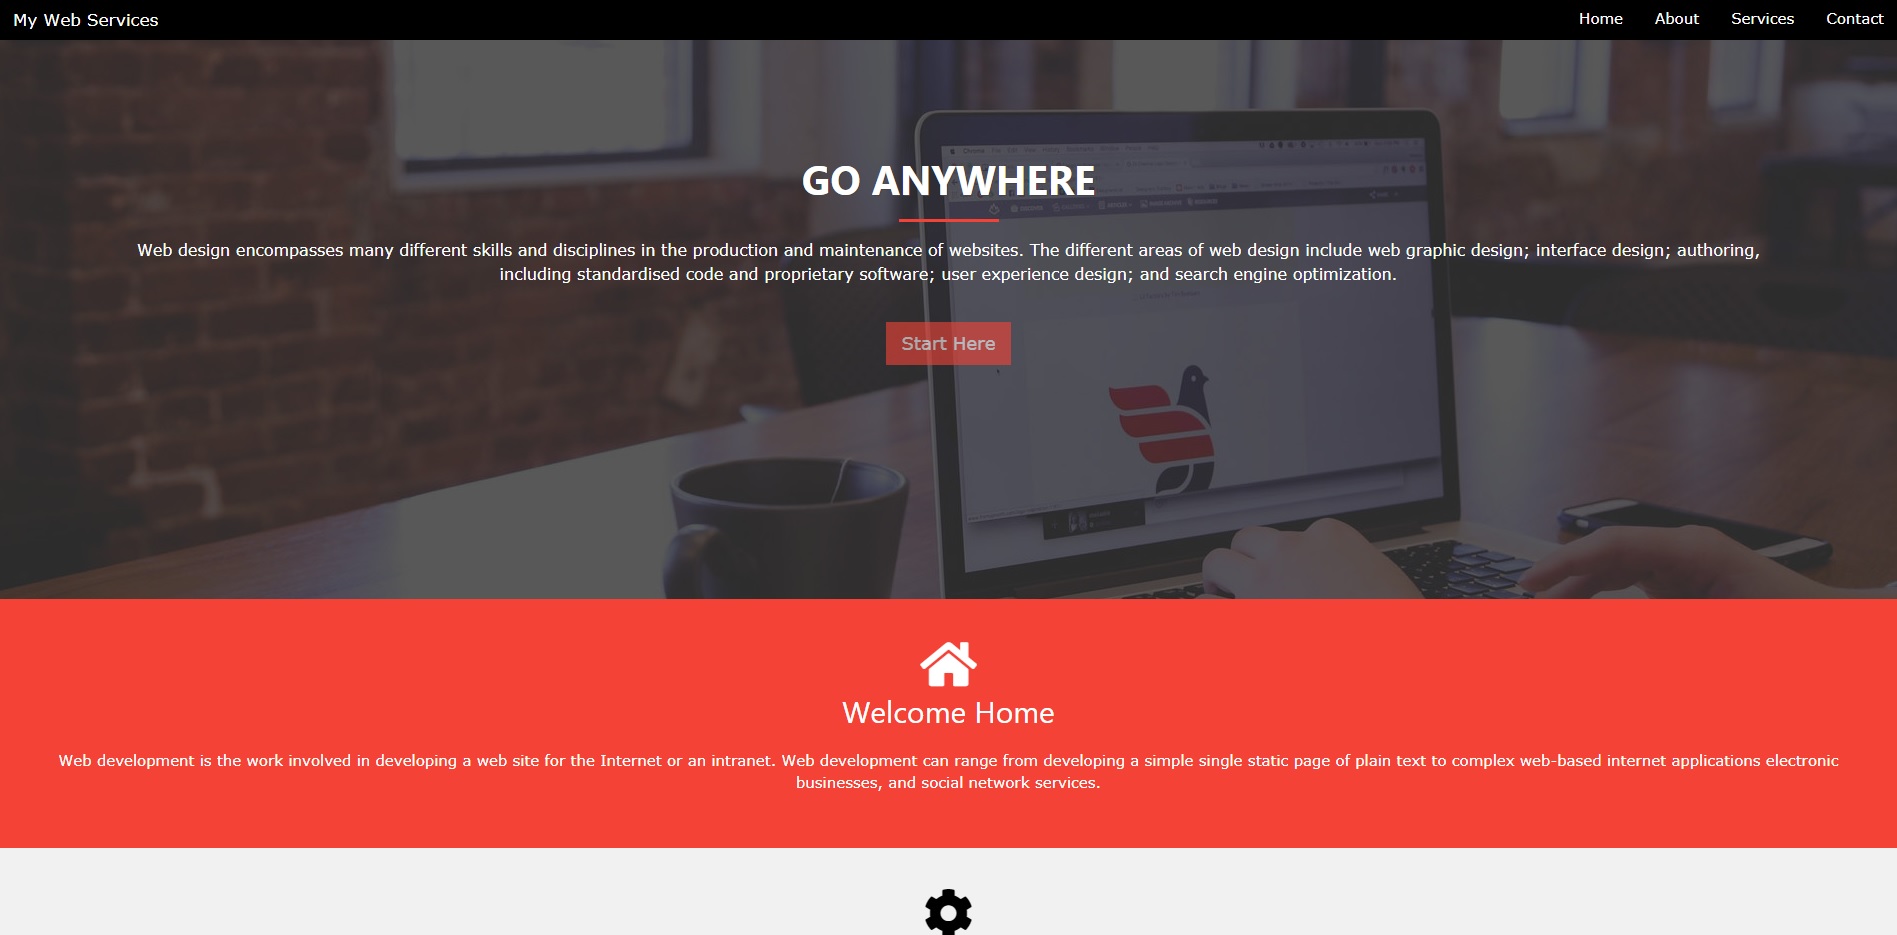 My Web Services
Home About Services Contact
GO ANYWHERE
Web design encompasses many different skills and disciplines in the production and maintenance of websites. The different areas of web design include web graphic design; interface design; authoring,
including standardised code and proprietary software; user experience design; and search engine optimization.
Start Here
Welcome Home
Web development is the work involved in developing a web site for the Internet or an intranet. Web development can range from developing a simple single static page of plain text to complex web-based internet applications electronic
businesses, and social network services.